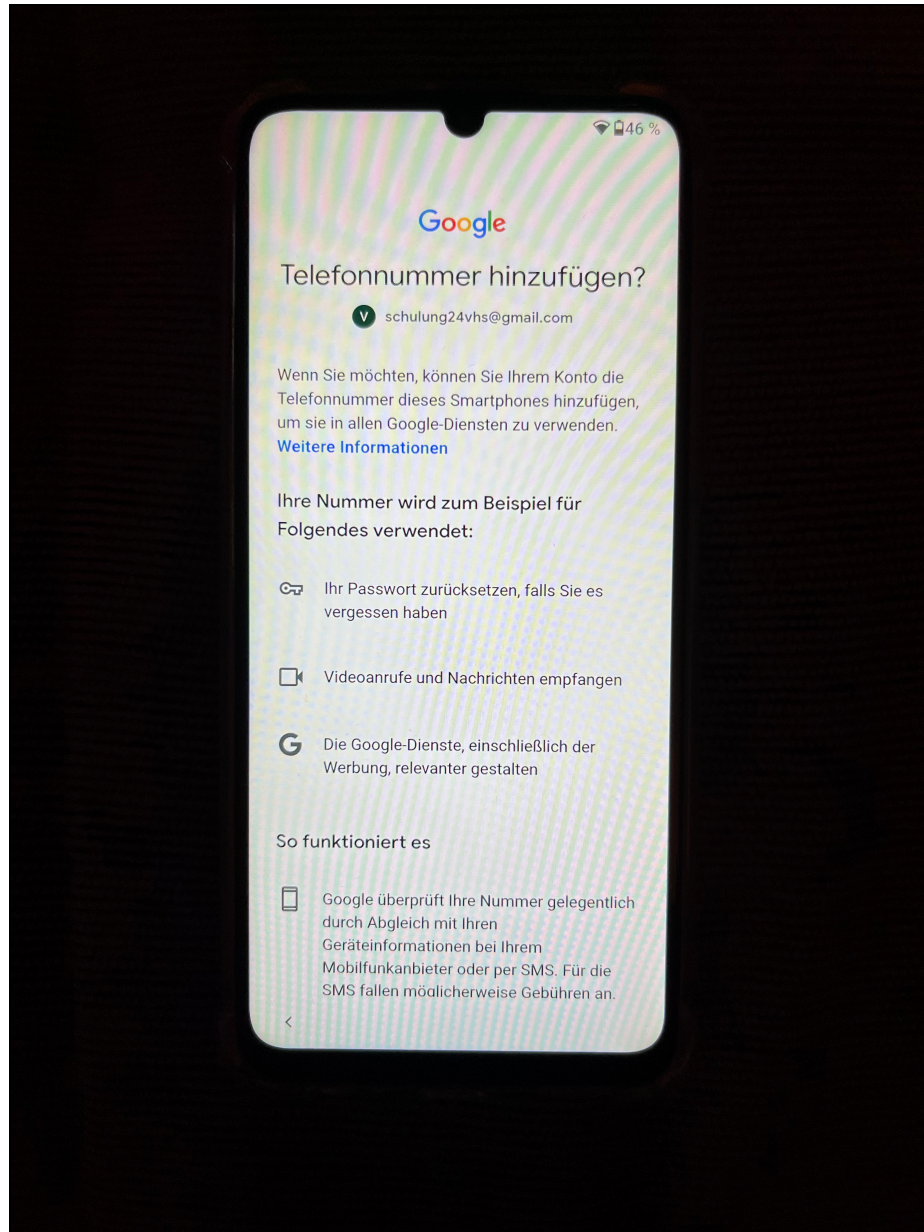 46 %
Google
Telefonnummer hinzufügen?
V schulung24vhs@gmail.com
Wenn Sie möchten, können Sie Ihrem Konto die
Telefonnummer dieses Smartphones hinzufügen,
um sie in allen Google-Diensten zu verwenden.
Weitere Informationen
Ihre Nummer wird zum Beispiel für
Folgendes verwendet:
Ihr Passwort zurücksetzen, falls Sie es
vergessen haben
Videoanrufe und Nachrichten empfangen
G Die Google-Dienste, einschließlich der
Werbung, relevanter gestalten
So funktioniert es
Google überprüft Ihre Nummer gelegentlich
durch Abgleich mit Ihren
Geräteinformationen bei Ihrem
Mobilfunkanbieter oder per SMS. Für die
SMS fallen möglicherweise Gebühren an.